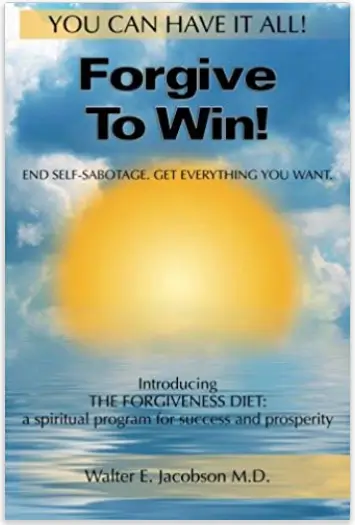 YOU CAN HAVE IT ALL!
Forgive
To Win!
END SELF-SABOTAGE. GET EVERYTHING YOU WANT.
Introducing
THE FORGIVENESS DIET:
a spiritual program for success and prosperity
Walter E. Jacobson M.D.